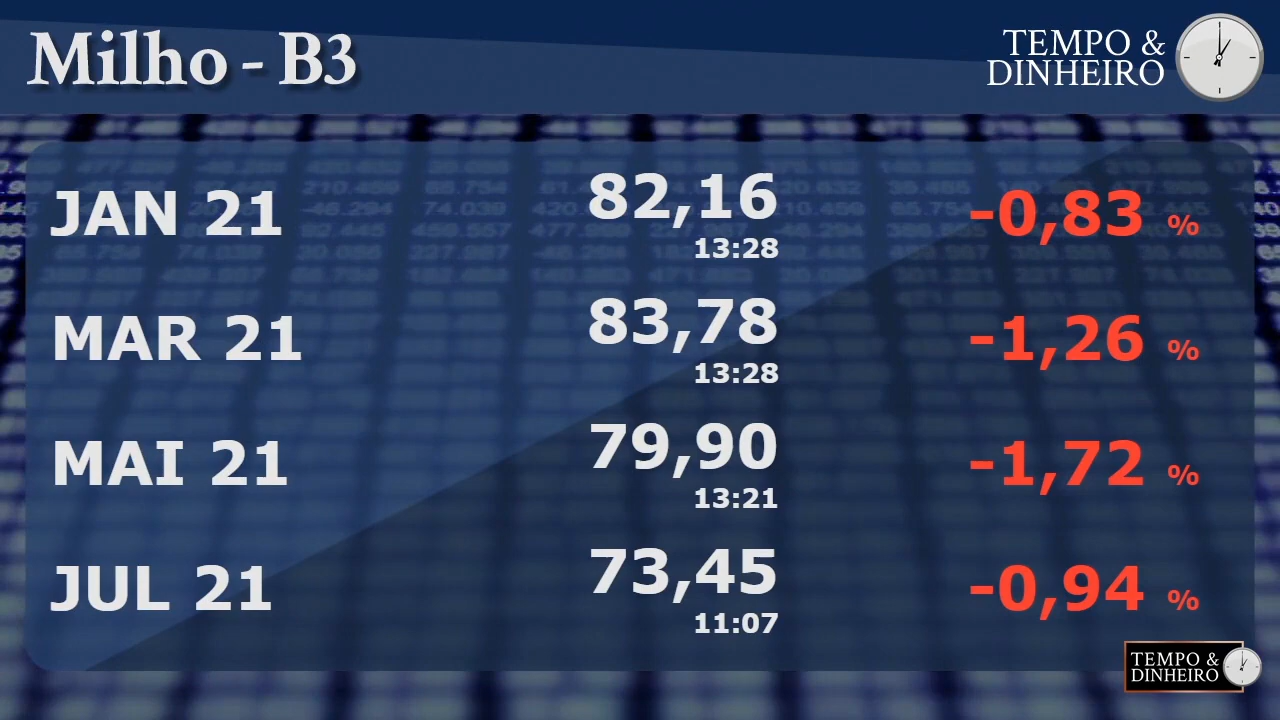 Milho - B3
TEMPO &
DINHEIRO
JAN 21
82,16
13:28
-0,83 %
MAR 21
83,78
13:28
-1,26 %
MAI 21
79,90
13:21
-1,72 %
JUL 21
73,45
11:07
-0,94 %
TEMPO &
DINHEIRO